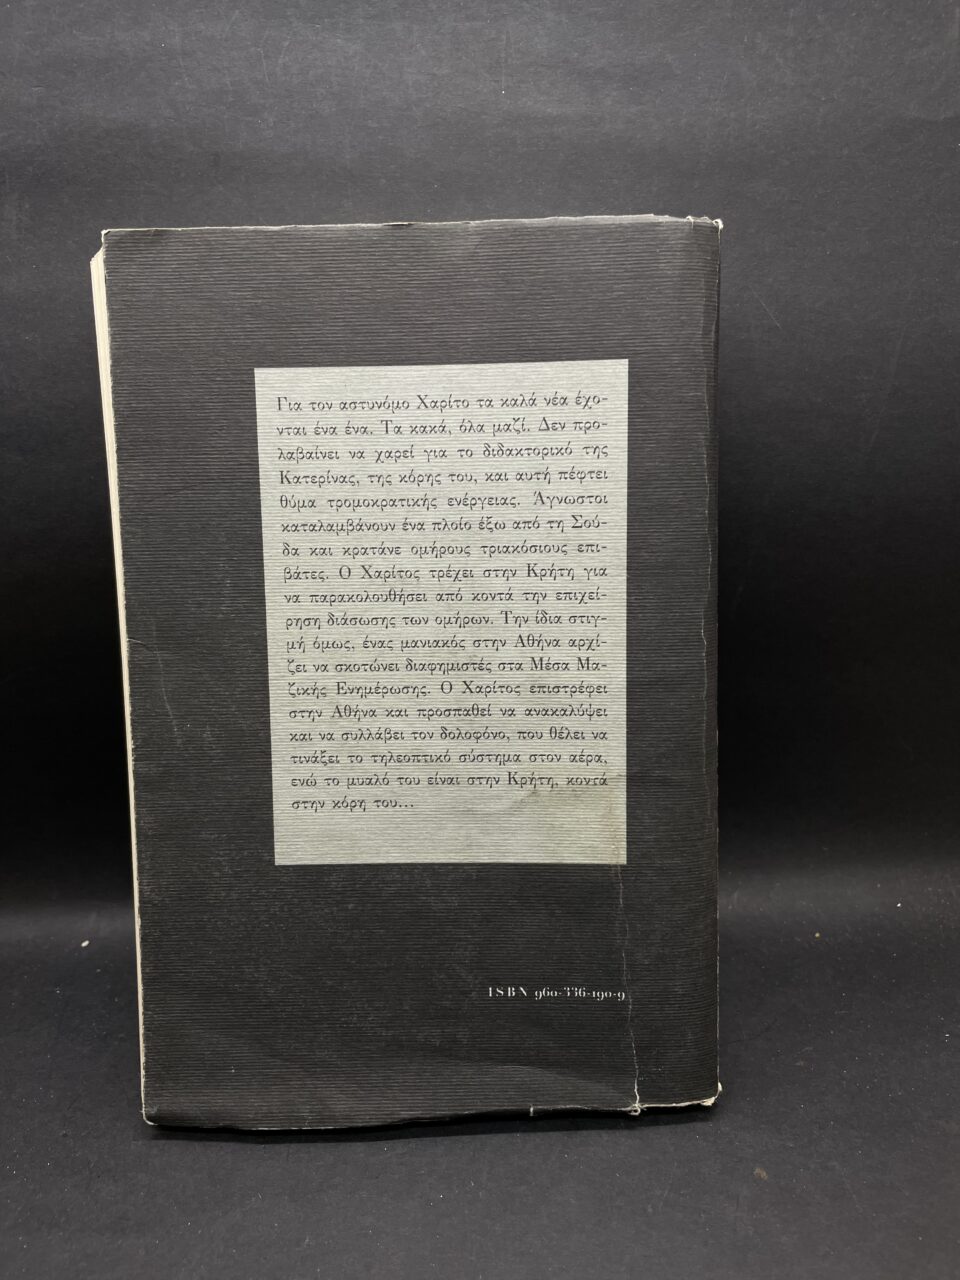 Για τον αστυνόμο Χαρίτο τα καλά νέα έχο-
νται ένα ένα. Τα κακά, όλα μαζί. Δεν προ-
λαβαίνει να χαρεί για το διδακτορικό της
Κατερίνας, της κόρης του, και αυτή πέφτει
θύμα τρομοκρατικής ενέργειας. Άγνωστοι
καταλαμβάνουν ένα πλοίο έξω από τη Σού-
δα και κρατάνε ομήρους τριακόσιους επι-
βάτες. Ο Χαρίτος τρέχει στην Κρήτη για
να παρακολουθήσει από κοντά την επιχεί-
ρηση διάσωσης των ομήρων. Την ίδια στιγ-
μή όμως, ένας μανιακός στην Αθήνα αρχί-
ζει να σκοτώνει διαφημιστές στα Μέσα Μα-
ζικής Ενημέρωσης. Ο Χαρίτος επιστρέφει
στην Αθήνα και προσπαθεί να ανακαλύψει
και να συλλάβει τον δολοφόνο, που θέλει να
τινάξει το τηλεοπτικό σύστημα στον αέρα,
ενώ το μυαλό του είναι στην Κρήτη, κοντά
στην κόρη του...
ISBN 960-336-190-9